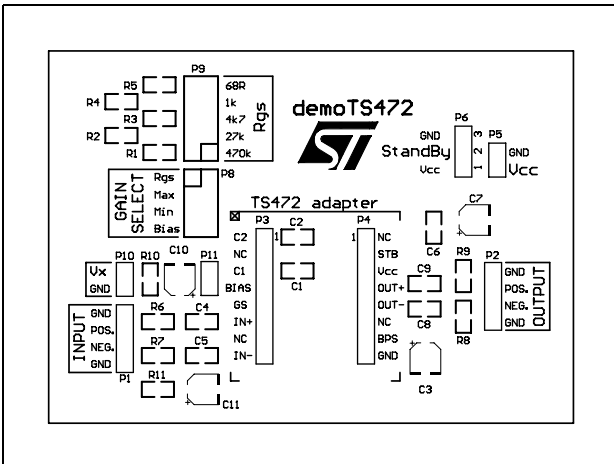 P9
R5
68R
R4
1k
R3
4k7
R2
27k
R1
470k
Rgs
demoTS472
ST
StandBy
P6
GND
3
2
1
Vcc
P5
GND
Vcc
P8
GAIN SELECT
Rgs
Max
Min
Bias
TS472 adapter
P3
C2
P4
C7
C2
NC
C1
BIAS
GS
IN+
NC
IN-
1
C1
1
NC
STB
Vcc
OUT+
OUT-
NC
BPS
GND
C6
C9
C8
C3
R9
R8
P2
GND
POS.
NEG.
GND
OUTPUT
Vx
GND
P10
R10
C10
P11
INPUT
GND
POS.
NEG.
GND
P1
R6
C4
R7
C5
R11
C11